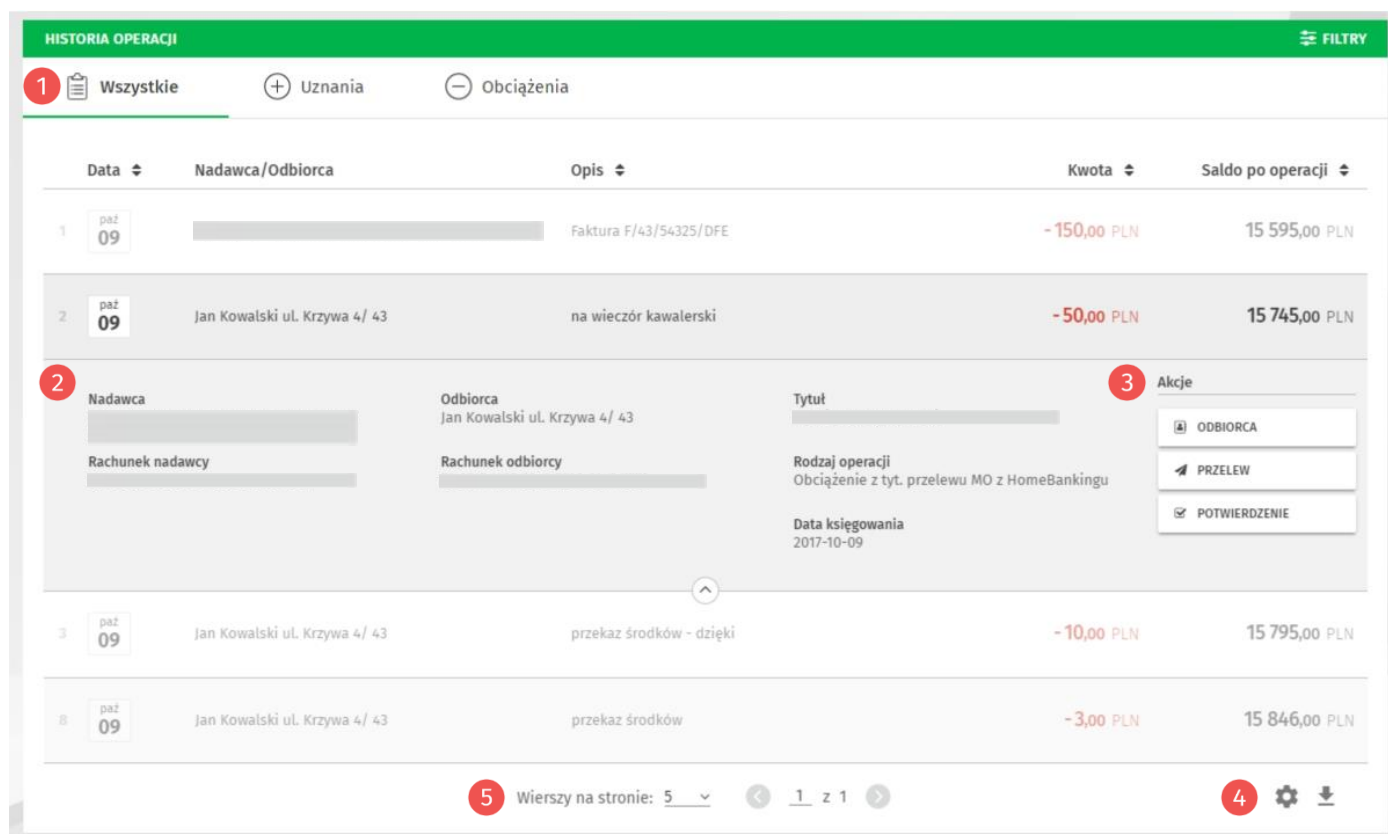 HISTORIA OPERACJI FILTRY
1 Wszystkie Uznania Obciążenia
Data Nadawca/Odbiorca Opis Kwota Saldo po operacji
1 paź 09 Faktura F/43/54325/DFE - 150,00 PLN 15 595,00 PLN
2 paź 09 Jan Kowalski ul. Krzywa 4/ 43 na wieczór kawalerski - 50,00 PLN 15 745,00 PLN
2 3 Akcje
Nadawca Odbiorca Tytuł
Jan Kowalski ul. Krzywa 4/ 43
ODBIORCA
Rachunek nadawcy Rachunek odbiorcy Rodzaj operacji
Obciążenie z tyt. przelewu MO z HomeBankingu
PRZELEW
POTWIERDZENIE
Data księgowania
2017-10-09
3 paź 09 Jan Kowalski ul. Krzywa 4/ 43 przekaz środków - dzięki - 10,00 PLN 15 795,00 PLN
8 paź 09 Jan Kowalski ul. Krzywa 4/ 43 przekaz środków - 3,00 PLN 15 846,00 PLN
5 Wierszy na stronie: 5 1 z 1 4